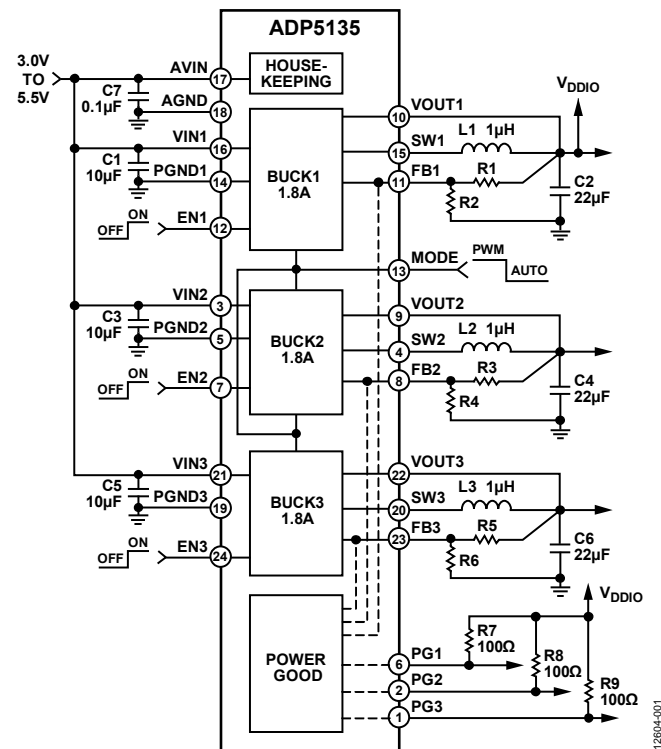 ADP5135
3.0V
TO
5.5V
C7
0.1µF
AVIN
17
HOUSE-
KEEPING
AGND
18
VIN1
16
C1
10µF
PGND1
14
BUCK1
1.8A
OFF
ON
EN1
12
10
VOUT1
15
SW1
L1 1µH
11
FB1
R1
R2
VDDIO
C2
22µF
13
MODE
PWM
AUTO
VIN2
3
C3
10µF
PGND2
5
BUCK2
1.8A
OFF
ON
EN2
7
9
VOUT2
4
SW2
L2 1µH
8
FB2
R3
R4
C4
22µF
VIN3
21
C5
10µF
PGND3
19
BUCK3
1.8A
OFF
ON
EN3
24
22
VOUT3
20
SW3
L3 1µH
23
FB3
R5
R6
C6
22µF
VDDIO
POWER
GOOD
R7
100Ω
R8
100Ω
R9
100Ω
6
PG1
2
PG2
1
PG3
12604-001